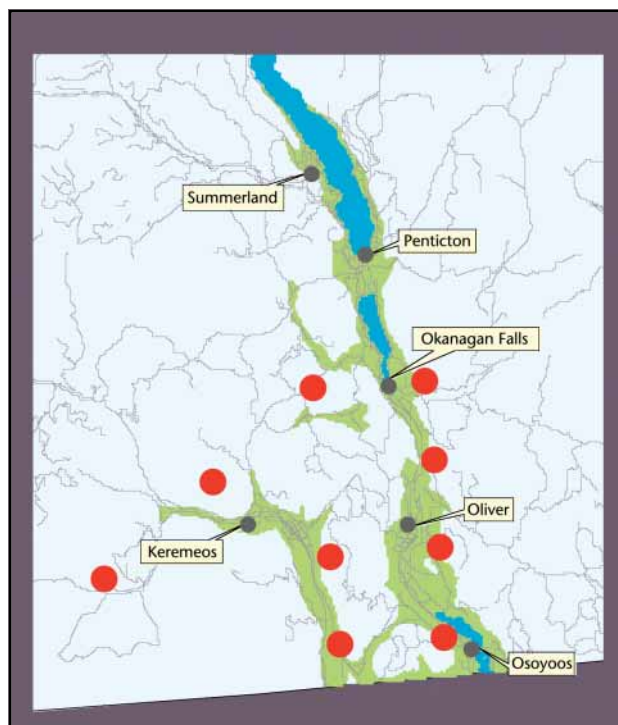 Summerland
Penticton
Okanagan Falls
Oliver
Keremeos
Osoyoos